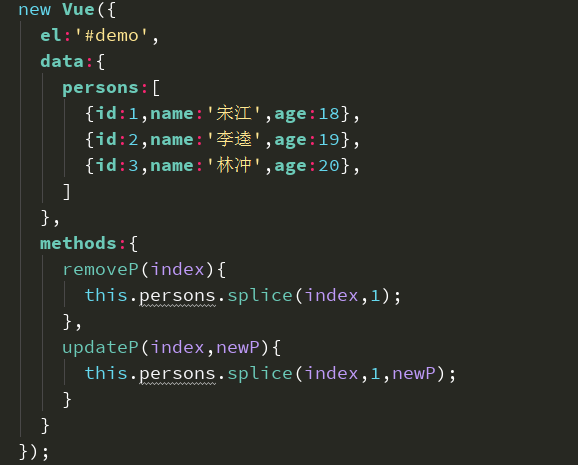 new Vue({
el:'#demo',
data:{
persons:[
{id:1,name:'宋江',age:18},
{id:2,name:'李逵',age:19},
{id:3,name:'林冲',age:20},
]
},
methods:{
removeP(index){
this.persons.splice(index,1);
},
updateP(index,newP){
this.persons.splice(index,1,newP);
}
}
});